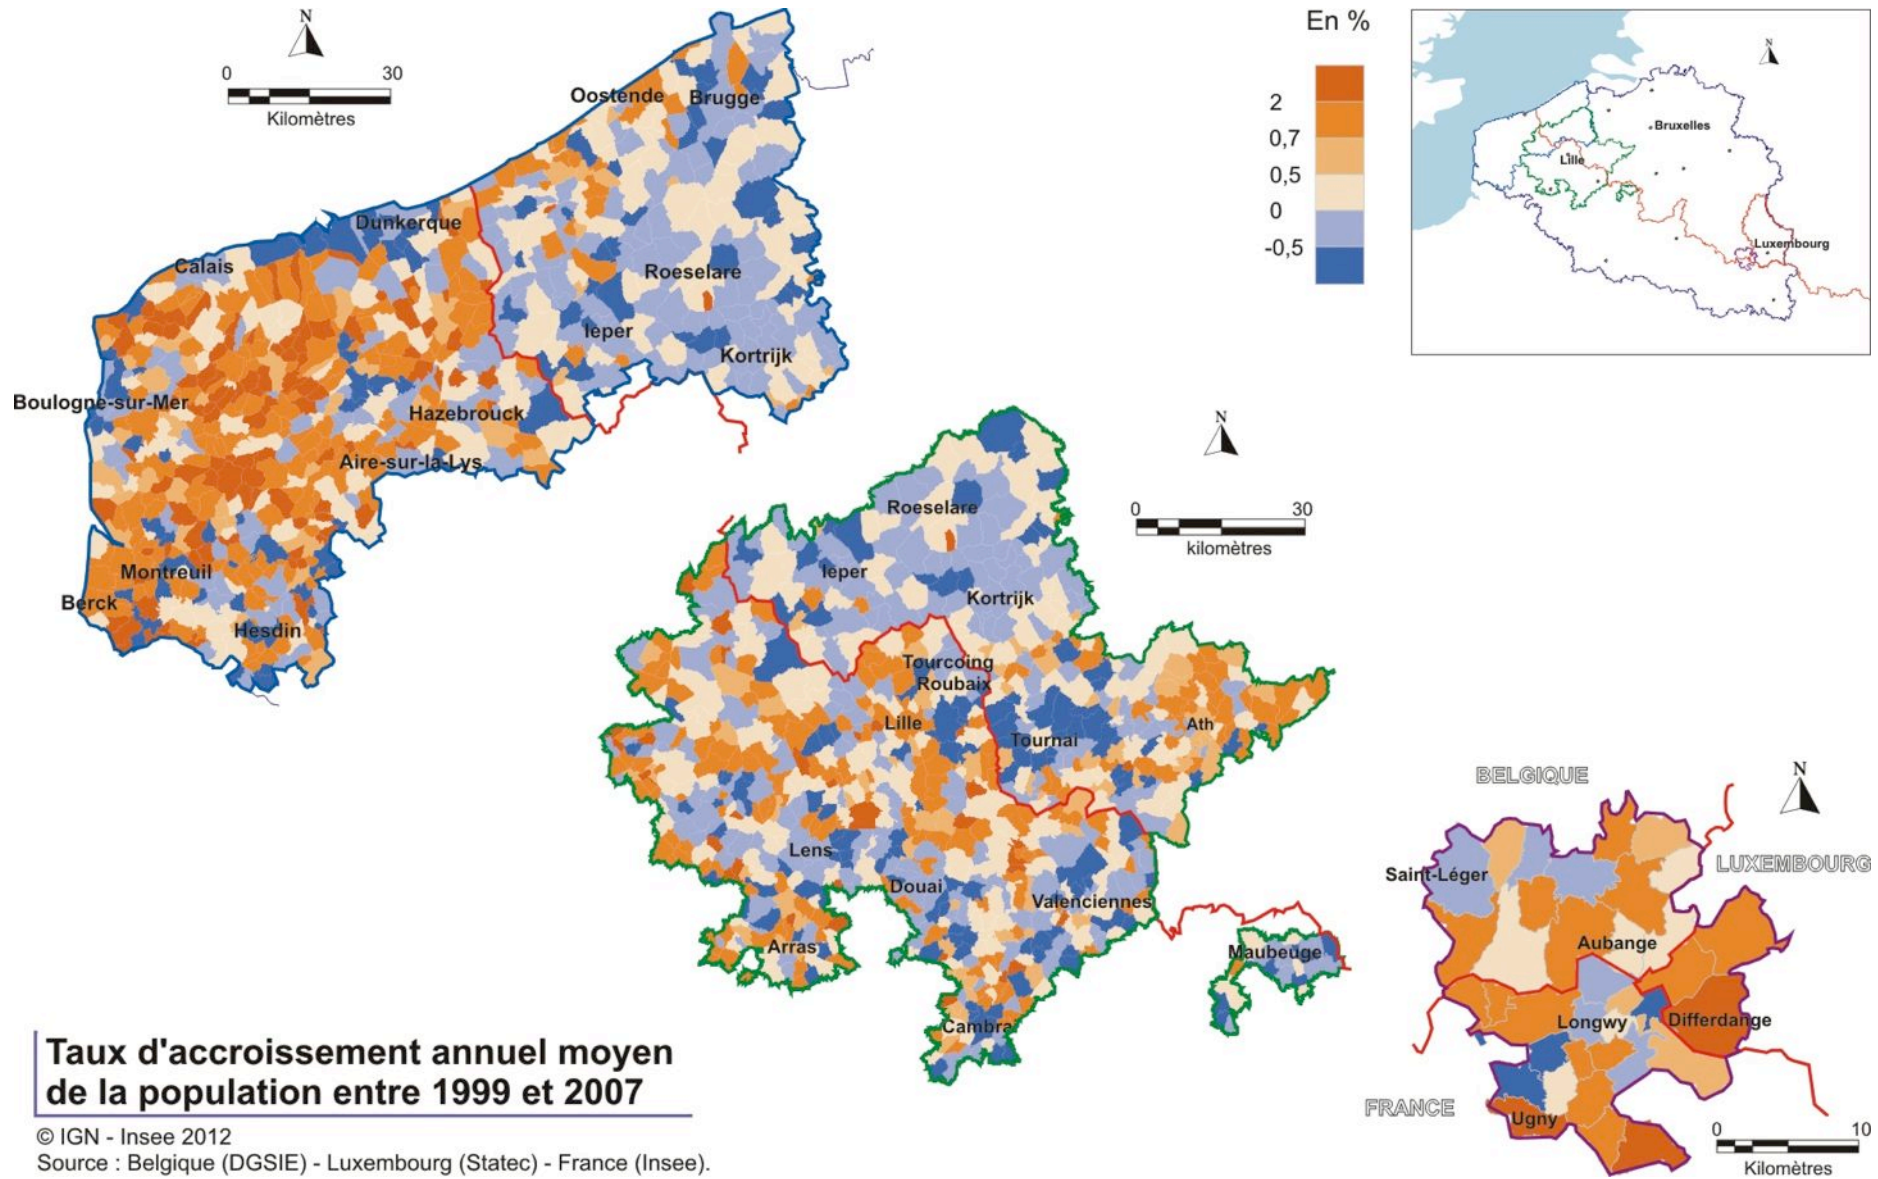 N
0 30
Kilomètres
Oostende
Brugge
Dunkerque
Calais
Roeselare
Ieper
Kortrijk
Boulogne-sur-Mer
Hazebrouck
Aire-sur-la-Lys
Montreuil
Berck
Hesdin
En %
2
0,7
0,5
0
-0,5
N
Bruxelles
Lille
Luxembourg
N
0 30
kilomètres
Roeselare
Ieper
Kortrijk
Tourcoing
Roubaix
Lille
Tournai
Ath
Lens
Douai
Valenciennes
Arras
Maubeuge
Cambra
N
BELGIQUE
LUXEMBOURG
Saint-Léger
Aubange
Longwy
Differdange
FRANCE
Ugny
0 10
Kilomètres
Taux d'accroissement annuel moyen
de la population entre 1999 et 2007
© IGN - Insee 2012
Source : Belgique (DGSIE) - Luxembourg (Statec) - France (Insee).